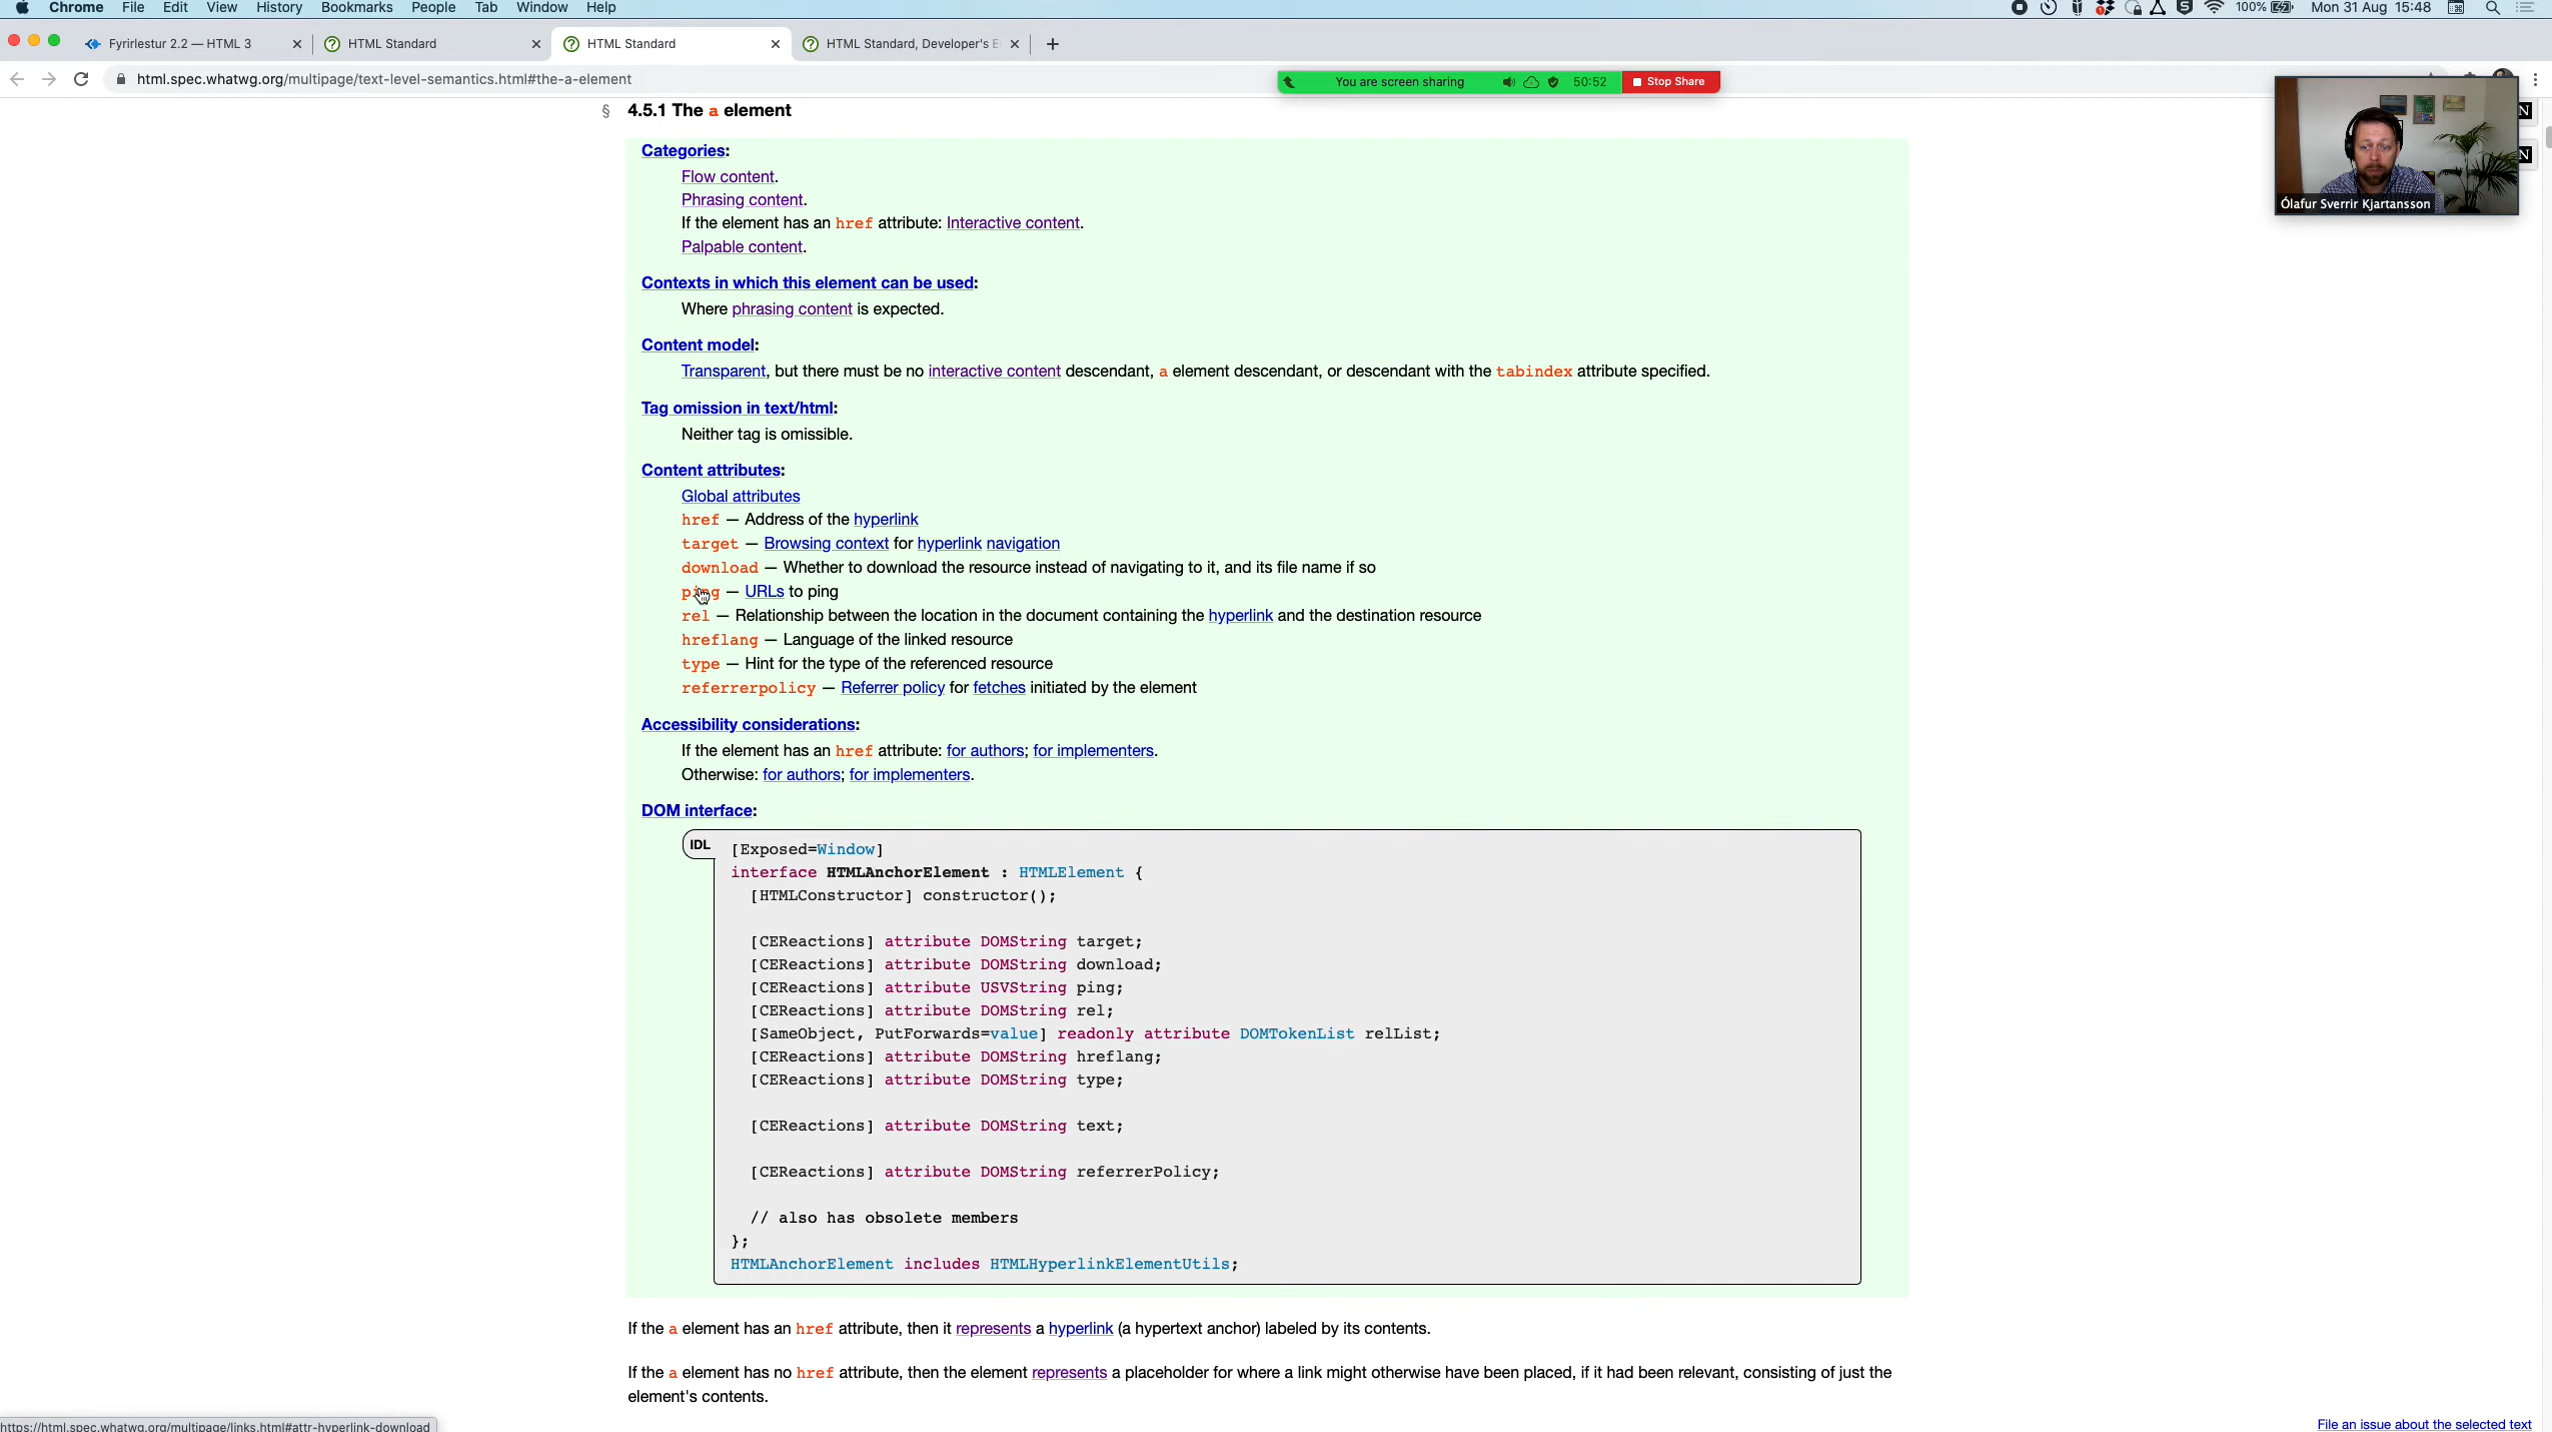 Chrome File Edit View History Bookmarks People Tab Window Help 100% Mon 31 Aug 15:48
Fyrirlestur 2.2 — HTML 3 HTML Standard HTML Standard HTML Standard, Developer's E
html.spec.whatwg.org/multipage/text-level-semantics.html#the-a-element
You are screen sharing 50:52 Stop Share
Ólafur Sverrir Kjartansson
§ 4.5.1 The a element
Categories:
Flow content.
Phrasing content.
If the element has an href attribute: Interactive content.
Palpable content.
Contexts in which this element can be used:
Where phrasing content is expected.
Content model:
Transparent, but there must be no interactive content descendant, a element descendant, or descendant with the tabindex attribute specified.
Tag omission in text/html:
Neither tag is omissible.
Content attributes:
Global attributes
href — Address of the hyperlink
target — Browsing context for hyperlink navigation
download — Whether to download the resource instead of navigating to it, and its file name if so
ping — URLs to ping
rel — Relationship between the location in the document containing the hyperlink and the destination resource
hreflang — Language of the linked resource
type — Hint for the type of the referenced resource
referrerpolicy — Referrer policy for fetches initiated by the element
Accessibility considerations:
If the element has an href attribute: for authors; for implementers.
Otherwise: for authors; for implementers.
DOM interface:
IDL
[Exposed=Window]
interface HTMLAnchorElement : HTMLElement {
[HTMLConstructor] constructor();
[CEReactions] attribute DOMString target;
[CEReactions] attribute DOMString download;
[CEReactions] attribute USVString ping;
[CEReactions] attribute DOMString rel;
[SameObject, PutForwards=value] readonly attribute DOMTokenList relList;
[CEReactions] attribute DOMString hreflang;
[CEReactions] attribute DOMString type;
[CEReactions] attribute DOMString text;
[CEReactions] attribute DOMString referrerPolicy;
// also has obsolete members
};
HTMLAnchorElement includes HTMLHyperlinkElementUtils;
If the a element has an href attribute, then it represents a hyperlink (a hypertext anchor) labeled by its contents.
If the a element has no href attribute, then the element represents a placeholder for where a link might otherwise have been placed, if it had been relevant, consisting of just the
element's contents.
https://html.spec.whatwg.org/multipage/links.html#attr-hyperlink-download
File an issue about the selected text